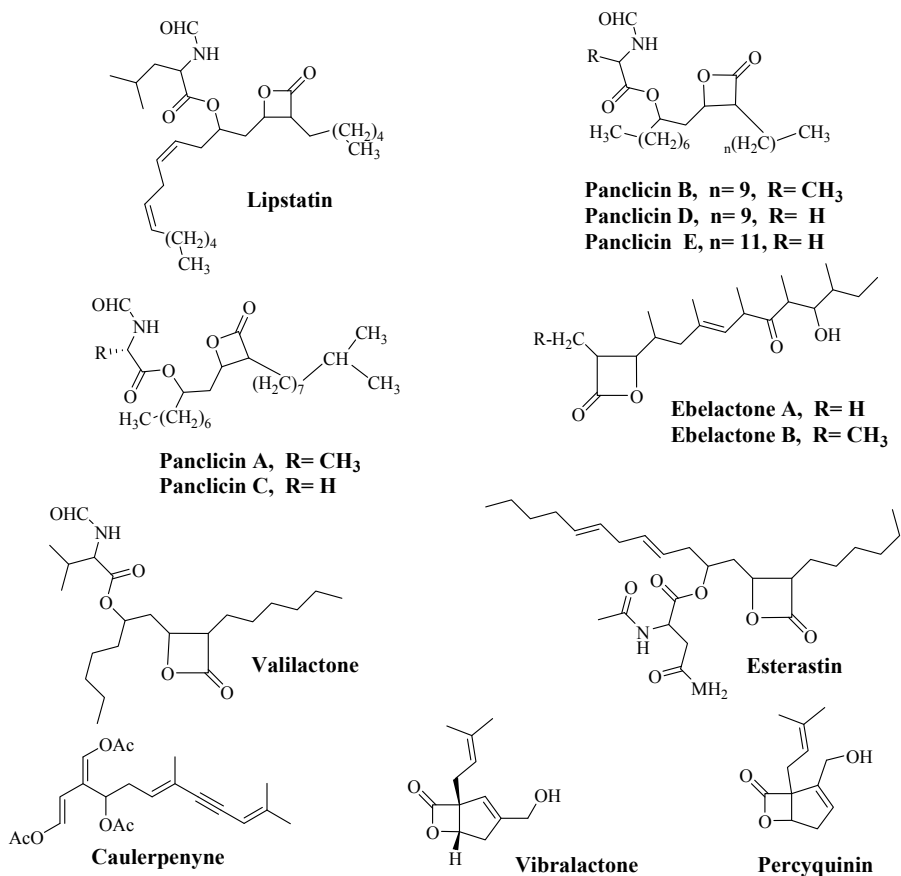 OHC
NH
O
O
O
O
(CH2)4
CH3
(CH2)4
CH3
Lipstatin
OHC
NH
R
O
O
O
O
H3C
(CH2)6
n(H2C)
CH3
Panclicin B, n= 9, R= CH3
Panclicin D, n= 9, R= H
Panclicin E, n= 11, R= H
OHC
NH
R
O
O
O
O
CH3
CH
CH3
(H2C)7
H3C-(CH2)6
Panclicin A, R= CH3
Panclicin C, R= H
R-H2C
O
OH
O
O
Ebelactone A, R= H
Ebelactone B, R= CH3
OHC
NH
O
O
O
O
Valilactone
O
O
O
N
H
O
O
O
MH2
Esterastin
OAc
AcO
OAc
Caulerpenyne
O
O
H
OH
Vibralactone
OH
O
O
Percyquinin